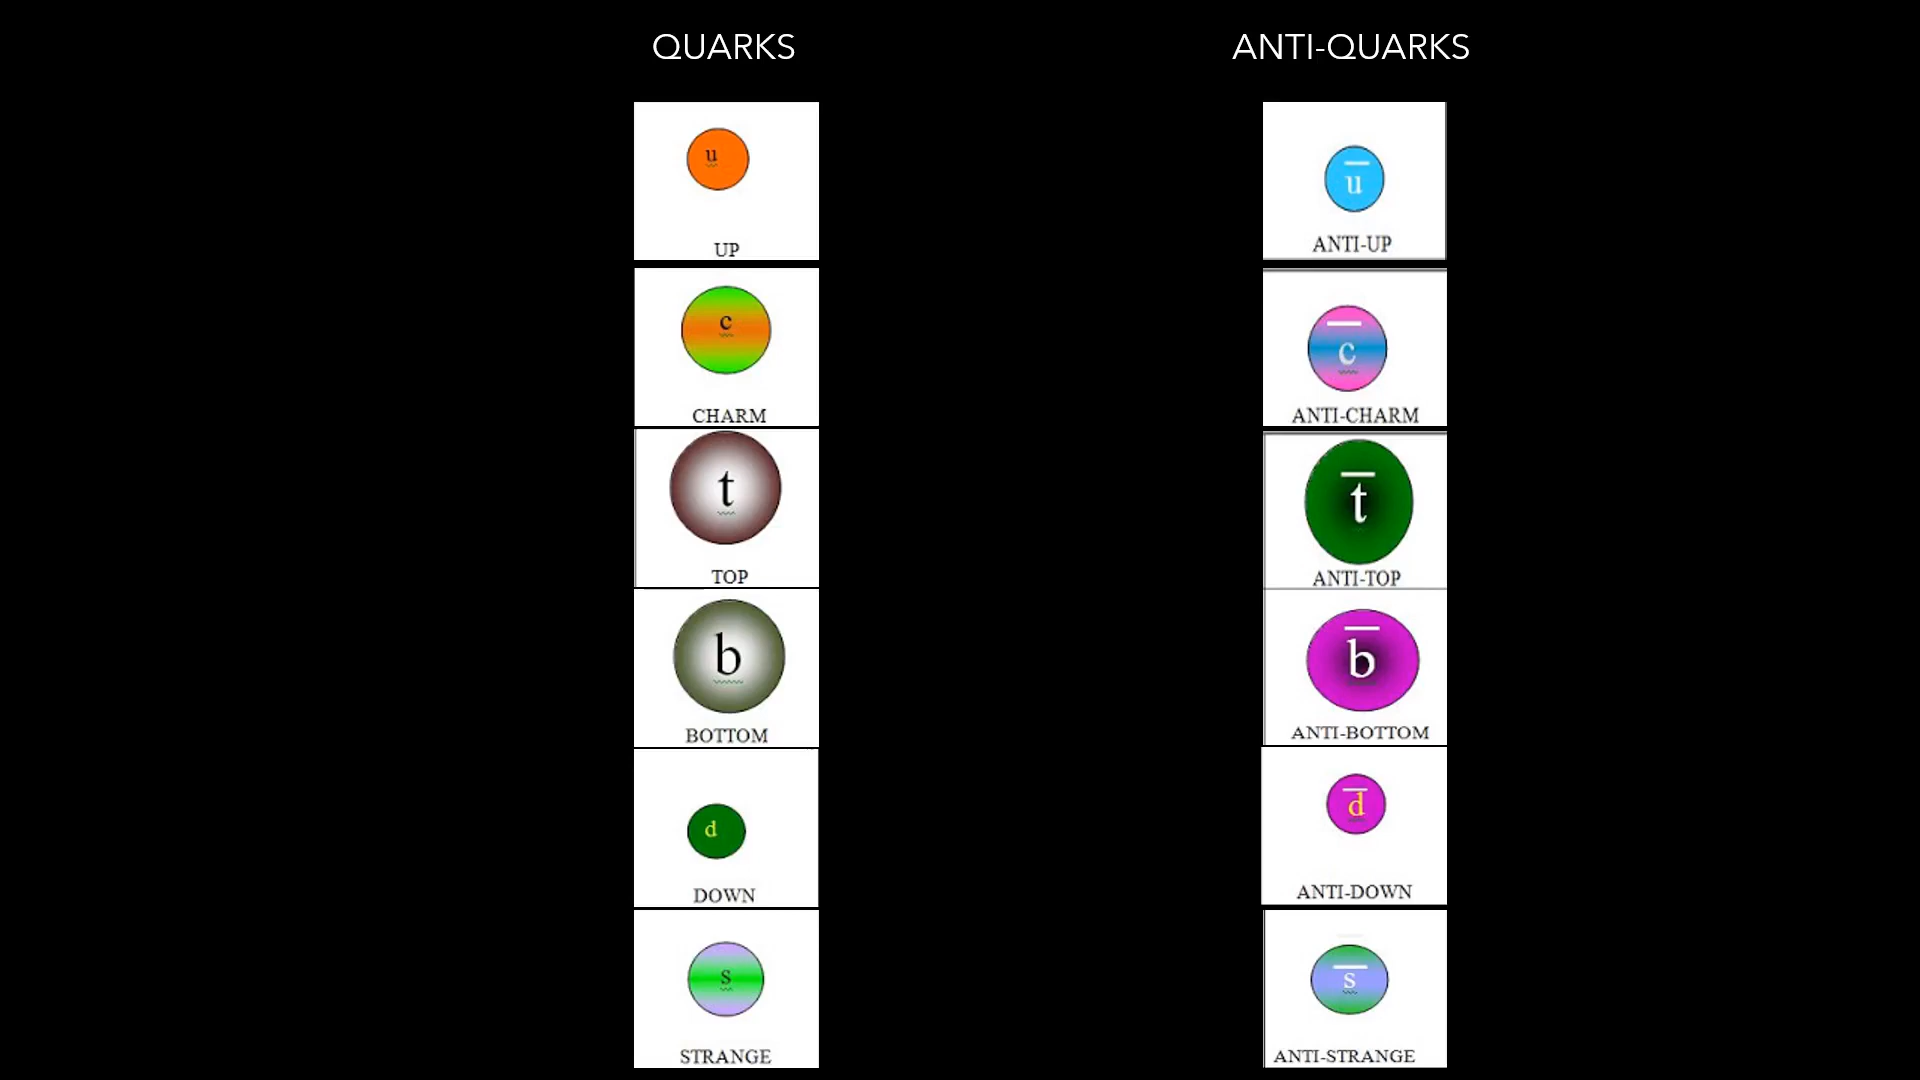 QUARKS
ANTI-QUARKS
u
UP
u̅
ANTI-UP
c
CHARM
c̅
ANTI-CHARM
t
TOP
t̅
ANTI-TOP
b
BOTTOM
b̅
ANTI-BOTTOM
d
DOWN
d̅
ANTI-DOWN
s
STRANGE
s̅
ANTI-STRANGE